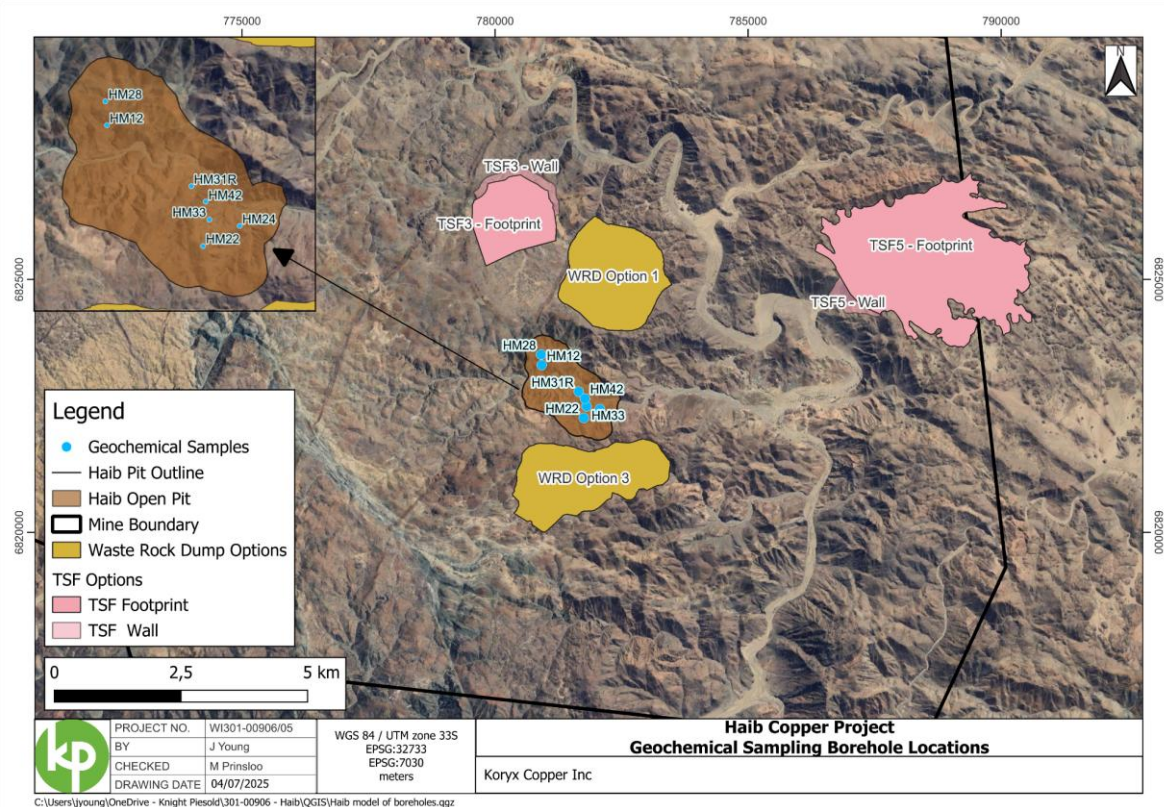 775000
780000
785000
790000
N
HM28
HM12
HM31R
HM42
HM33
HM24
HM22
TSF3 - Wall
TSF3 - Footprint
WRD Option 1
TSF5 - Footprint
TSF5 - Wall
6825000
6825000
HM28
HM12
HM31R
HM42
HM22
HM33
WRD Option 3
6820000
6820000
Legend
Geochemical Samples
Haib Pit Outline
Haib Open Pit
Mine Boundary
Waste Rock Dump Options
TSF Options
TSF Footprint
TSF Wall
0 2,5 5 km
kp
PROJECT NO. WI301-00906/05
BY J Young
CHECKED M Prinsloo
DRAWING DATE 04/07/2025
WGS 84 / UTM zone 33S
EPSG:32733
EPSG:7030
meters
Haib Copper Project
Geochemical Sampling Borehole Locations
Koryx Copper Inc
C:\Users\jyoung\OneDrive - Knight Piesold\301-00906 - Haib\QGIS\Haib model of boreholes.qgz